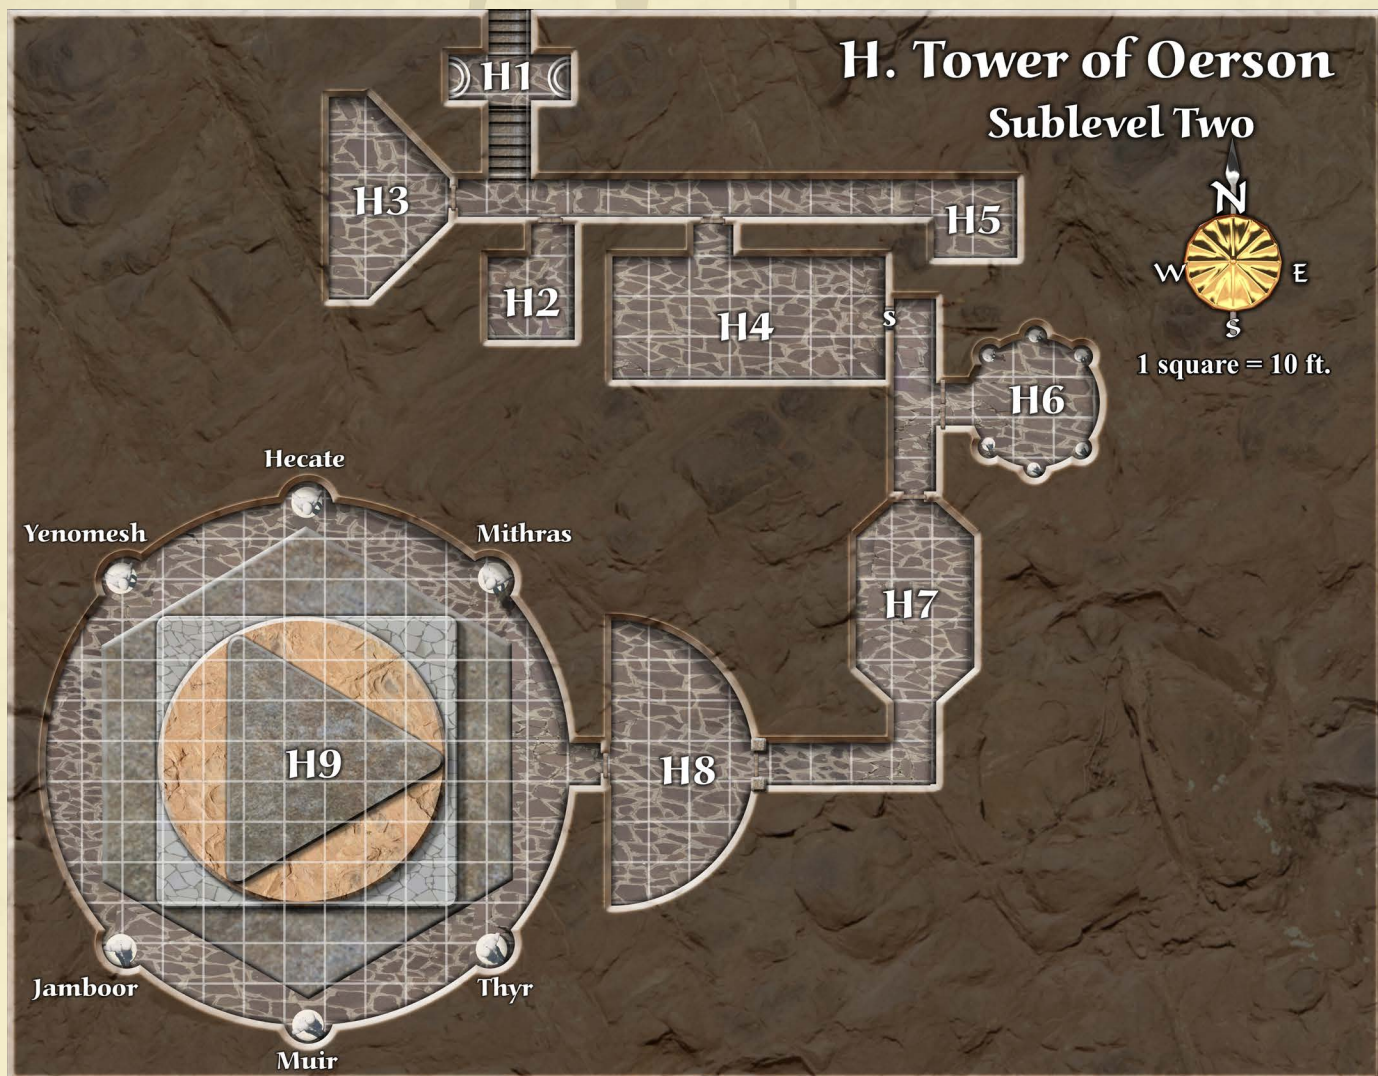 H. Tower of Oerson
Sublevel Two
H1
N
W
E
S
1 square = 10 ft.
H3
H5
H2
H4
S
H6
Hecate
Yenomesh
Mithras
H7
H9
H8
Jamboor
Thyr
Muir